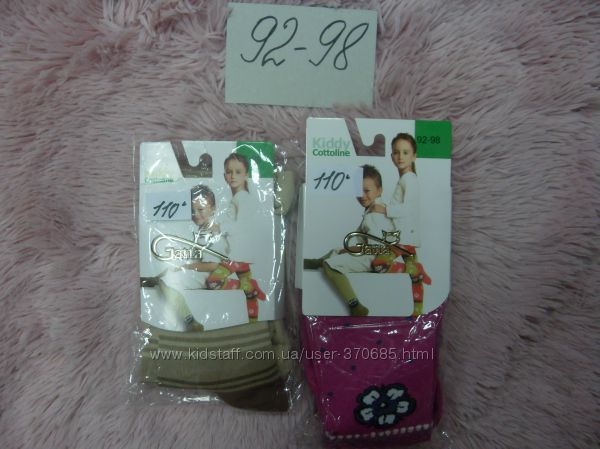 92-98
Kiddy
Cottoline
92-98
110
110
Gatta
Gatta
www.kidstaff.com.ua/user-370685.html